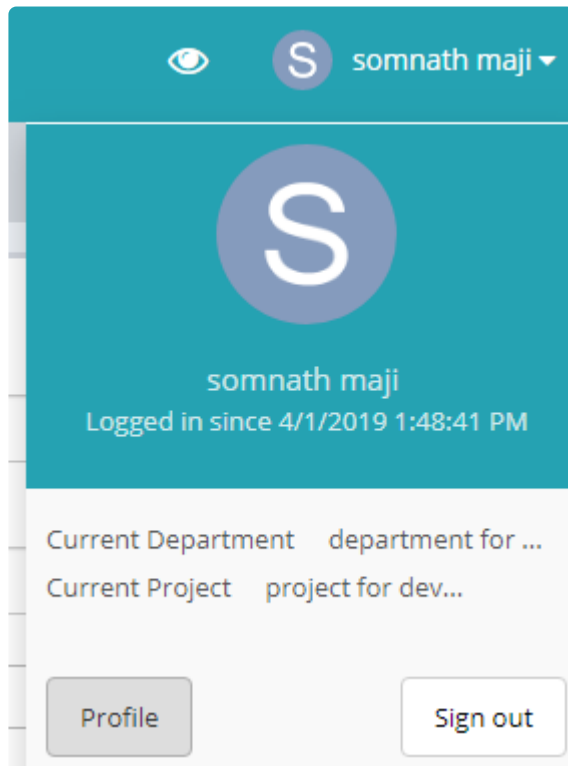 S somnath maji
S
somnath maji
Logged in since 4/1/2019 1:48:41 PM
Current Department department for ...
Current Project project for dev...
Profile Sign out